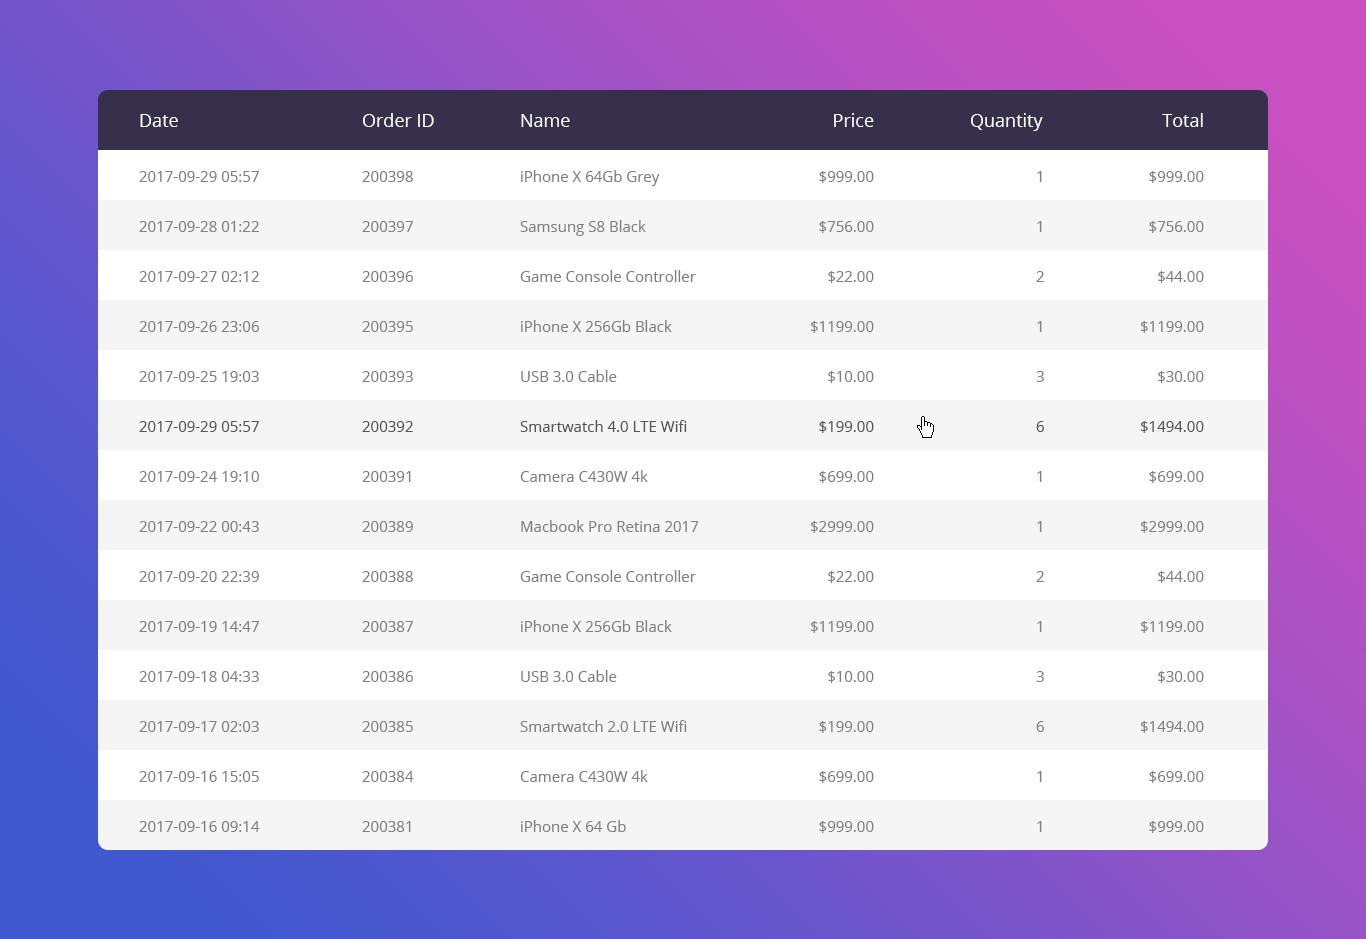 Date Order ID Name Price Quantity Total
2017-09-29 05:57 200398 iPhone X 64Gb Grey $999.00 1 $999.00
2017-09-28 01:22 200397 Samsung S8 Black $756.00 1 $756.00
2017-09-27 02:12 200396 Game Console Controller $22.00 2 $44.00
2017-09-26 23:06 200395 iPhone X 256Gb Black $1199.00 1 $1199.00
2017-09-25 19:03 200393 USB 3.0 Cable $10.00 3 $30.00
2017-09-29 05:57 200392 Smartwatch 4.0 LTE Wifi $199.00 6 $1494.00
2017-09-24 19:10 200391 Camera C430W 4k $699.00 1 $699.00
2017-09-22 00:43 200389 Macbook Pro Retina 2017 $2999.00 1 $2999.00
2017-09-20 22:39 200388 Game Console Controller $22.00 2 $44.00
2017-09-19 14:47 200387 iPhone X 256Gb Black $1199.00 1 $1199.00
2017-09-18 04:33 200386 USB 3.0 Cable $10.00 3 $30.00
2017-09-17 02:03 200385 Smartwatch 2.0 LTE Wifi $199.00 6 $1494.00
2017-09-16 15:05 200384 Camera C430W 4k $699.00 1 $699.00
2017-09-16 09:14 200381 iPhone X 64 Gb $999.00 1 $999.00